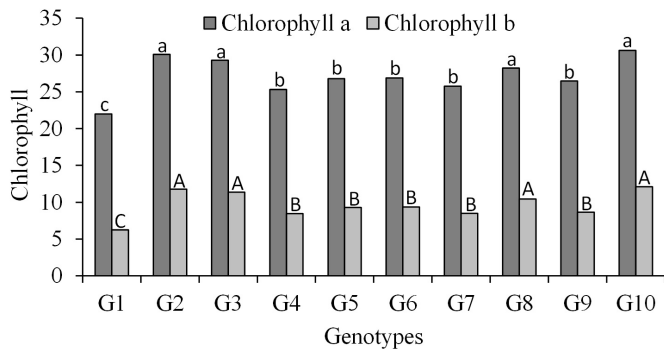 Chlorophyll a Chlorophyll b
35
30
25
20
15
10
5
0
Chlorophyll
c a a b b b b a b a
C A A B B B B A B A
G1 G2 G3 G4 G5 G6 G7 G8 G9 G10
Genotypes